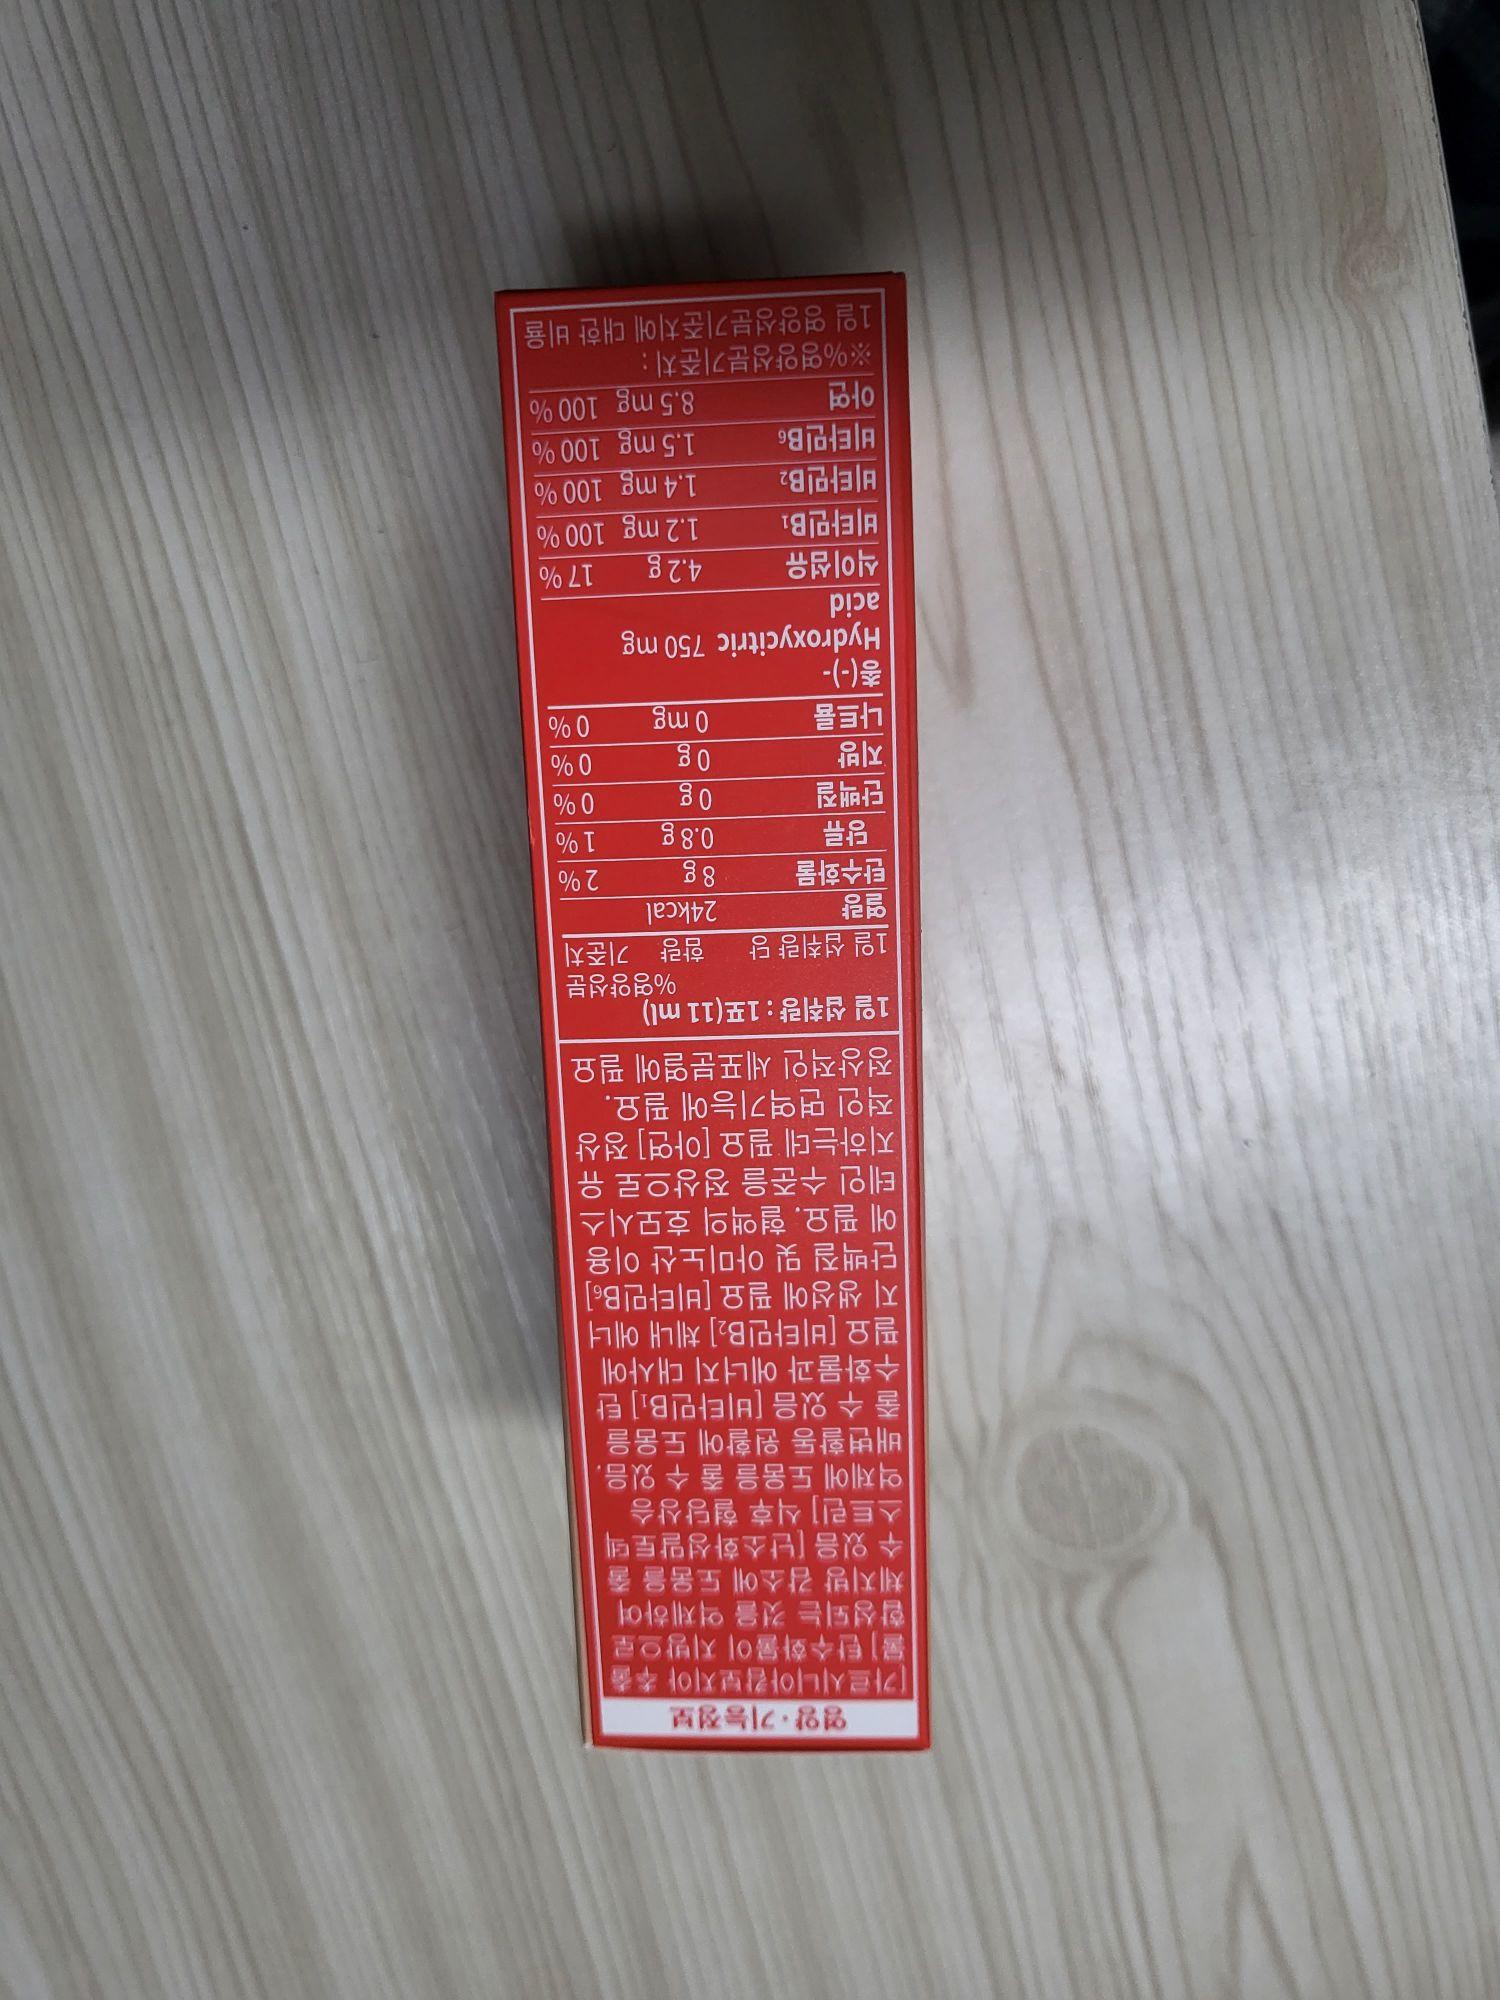 영양·기능정보
[가르시니아캄보지아 추출
물] 탄수화물이 지방으로
합성되는 것을 억제하여
체지방 감소에 도움을 줄
수 있음 [난소화성말토덱
스트린] 식후 혈당상승
억제에 도움을 줄 수 있음.
배변활동 원활에 도움을
줄 수 있음 [비타민B₁] 탄
수화물과 에너지 대사에
필요 [비타민B₂] 체내 에너
지 생성에 필요 [비타민B₆]
단백질 및 아미노산 이용
에 필요. 혈액의 호모시스
테인 수준을 정상으로 유
지하는데 필요 [아연] 정상
적인 면역기능에 필요.
정상적인 세포분열에 필요
1일 섭취량 : 1포(11 ml)
%영양성분
1일 섭취량 당 함량 기준치
열량 24kcal
탄수화물 8 g 2 %
당류 0.8 g 1 %
단백질 0 g 0 %
지방 0 g 0 %
나트륨 0 mg 0 %
총(-)-
Hydroxycitric 750 mg
acid
식이섬유 4.2 g 17 %
비타민B₁ 1.2 mg 100 %
비타민B₂ 1.4 mg 100 %
비타민B₆ 1.5 mg 100 %
아연 8.5 mg 100 %
※%영양성분기준치 :
1일 영양성분기준치에 대한 비율